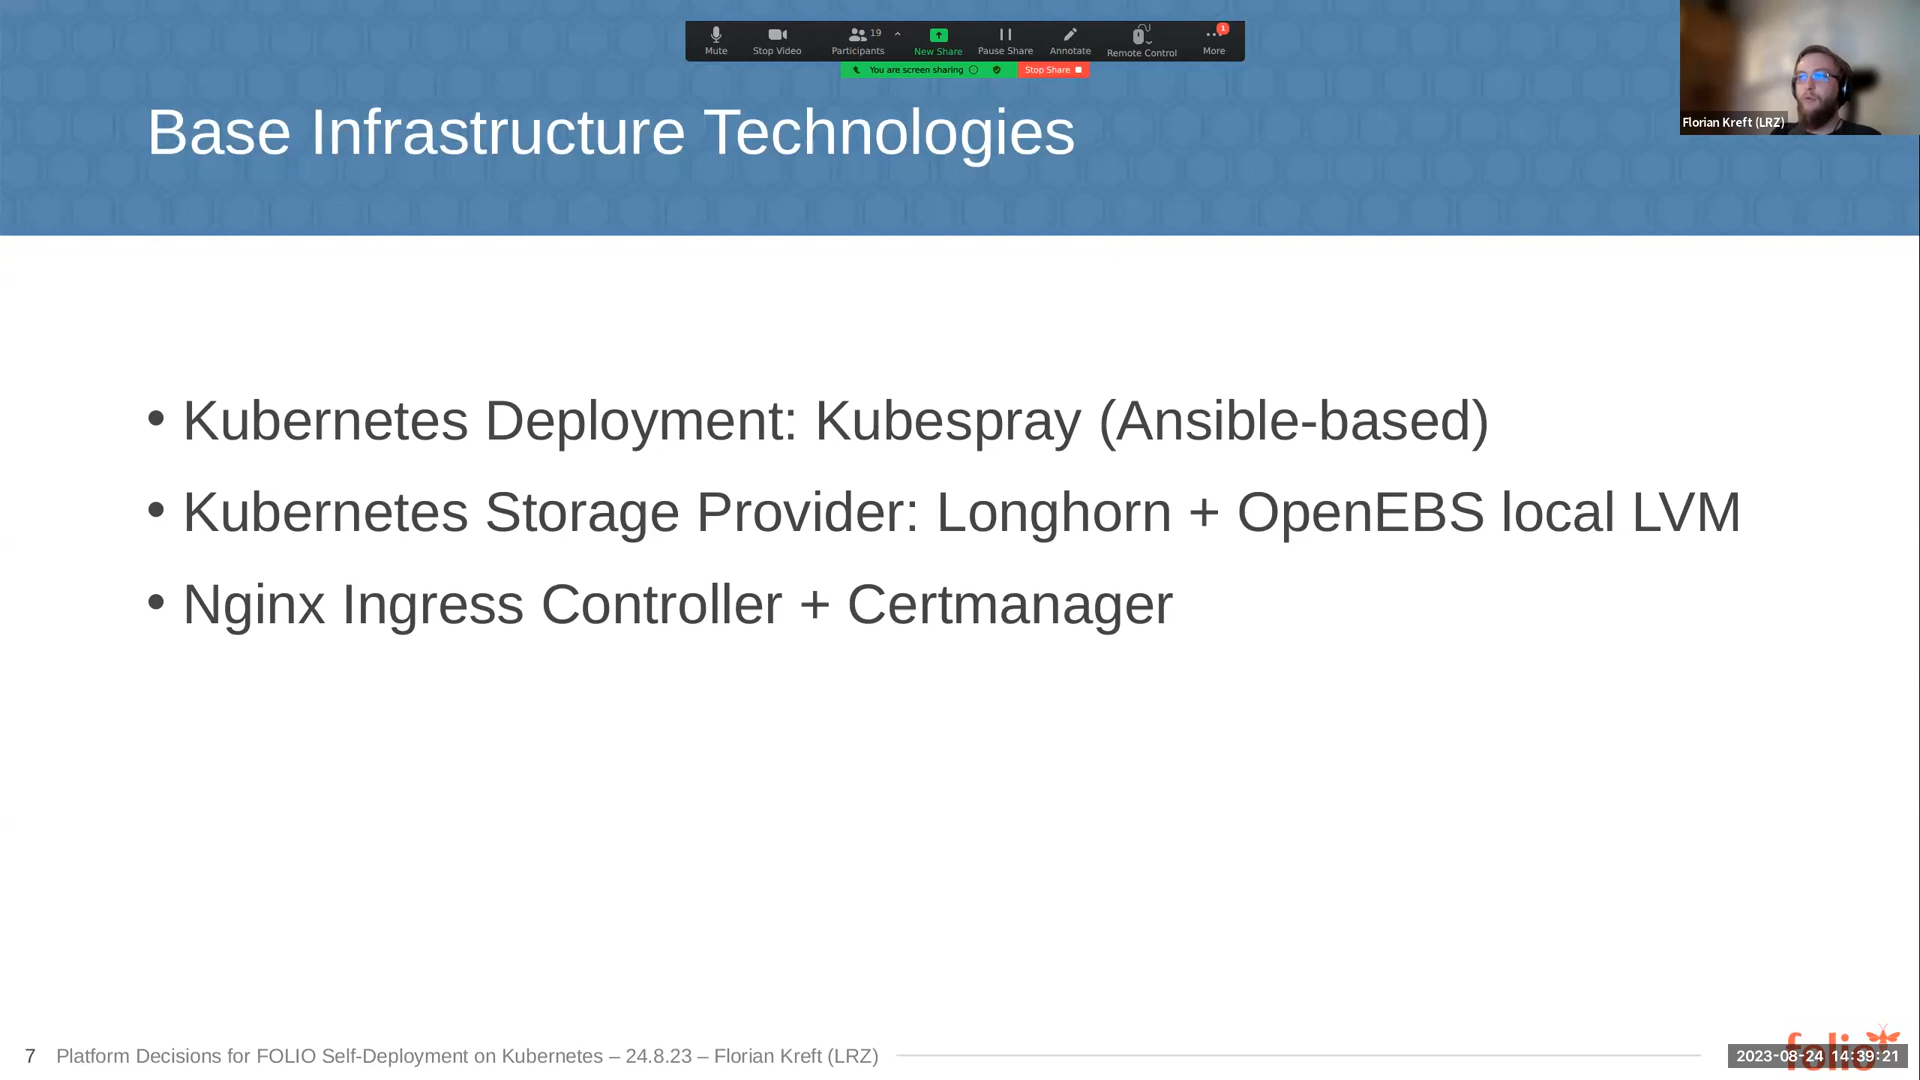 Mute
Stop Video
Participants
19
New Share
Pause Share
Annotate
Remote Control
More
1
You are screen sharing
Stop Share
Florian Kreft (LRZ)
Base Infrastructure Technologies
• Kubernetes Deployment: Kubespray (Ansible-based)
• Kubernetes Storage Provider: Longhorn + OpenEBS local LVM
• Nginx Ingress Controller + Certmanager
7 Platform Decisions for FOLIO Self-Deployment on Kubernetes – 24.8.23 – Florian Kreft (LRZ)
folio
2023-08-24 14:39:21